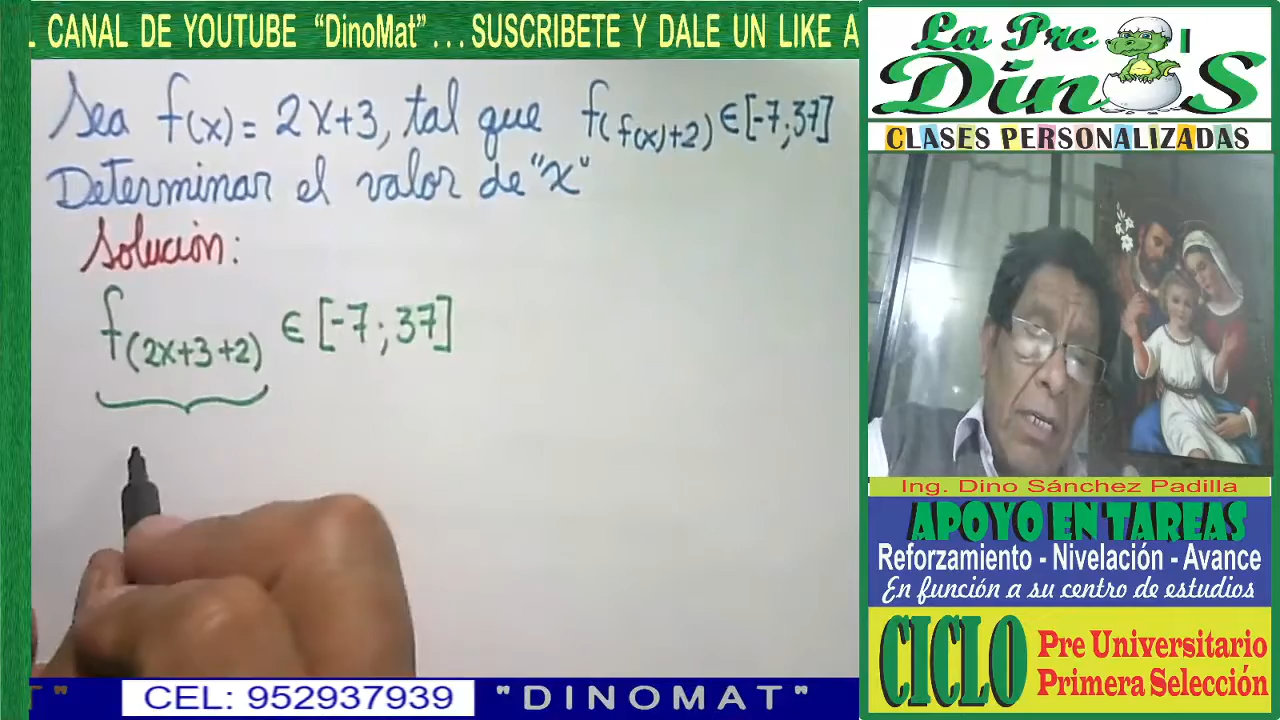 L CANAL DE YOUTUBE "DinoMat" ... SUSCRIBETE Y DALE UN LIKE A
Sea f(x) = 2x+3, tal que f(f(x)+2) ∈ [-7; 37]
Determinar el valor de "x"
Solución:
f(2x+3+2) ∈ [-7; 37]
T" CEL: 952937939 "DINOMAT"
La Pre
DinoS
CLASES PERSONALIZADAS
Ing. Dino Sánchez Padilla
APOYO EN TAREAS
Reforzamiento - Nivelación - Avance
En función a su centro de estudios
CICLO Pre Universitario
Primera Selección